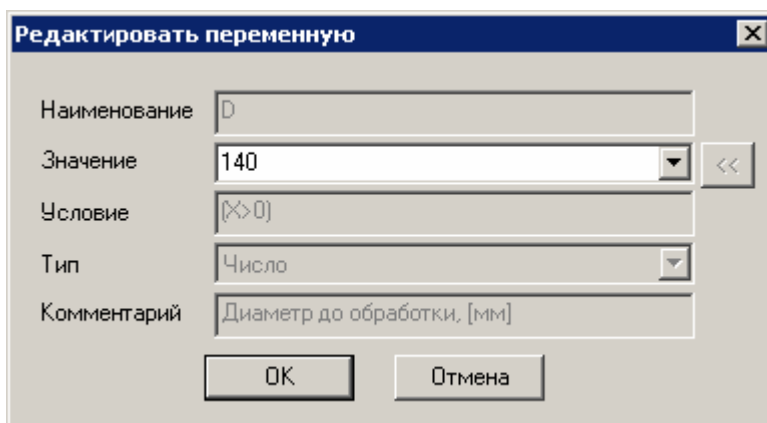 Редактировать переменную
Наименование D
Значение 140 <<
Условие (X>0)
Тип Число
Комментарий Диаметр до обработки, [мм]
OK Отмена